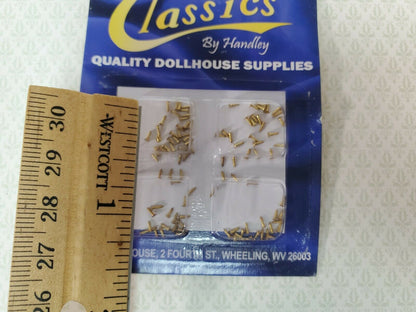 Classics
By Handley
QUALITY DOLLHOUSE SUPPLIES
30
29
28
27
26
WESTCOTT
1
OUSE, 2 FOURTH ST., WHEELING, WV 26003